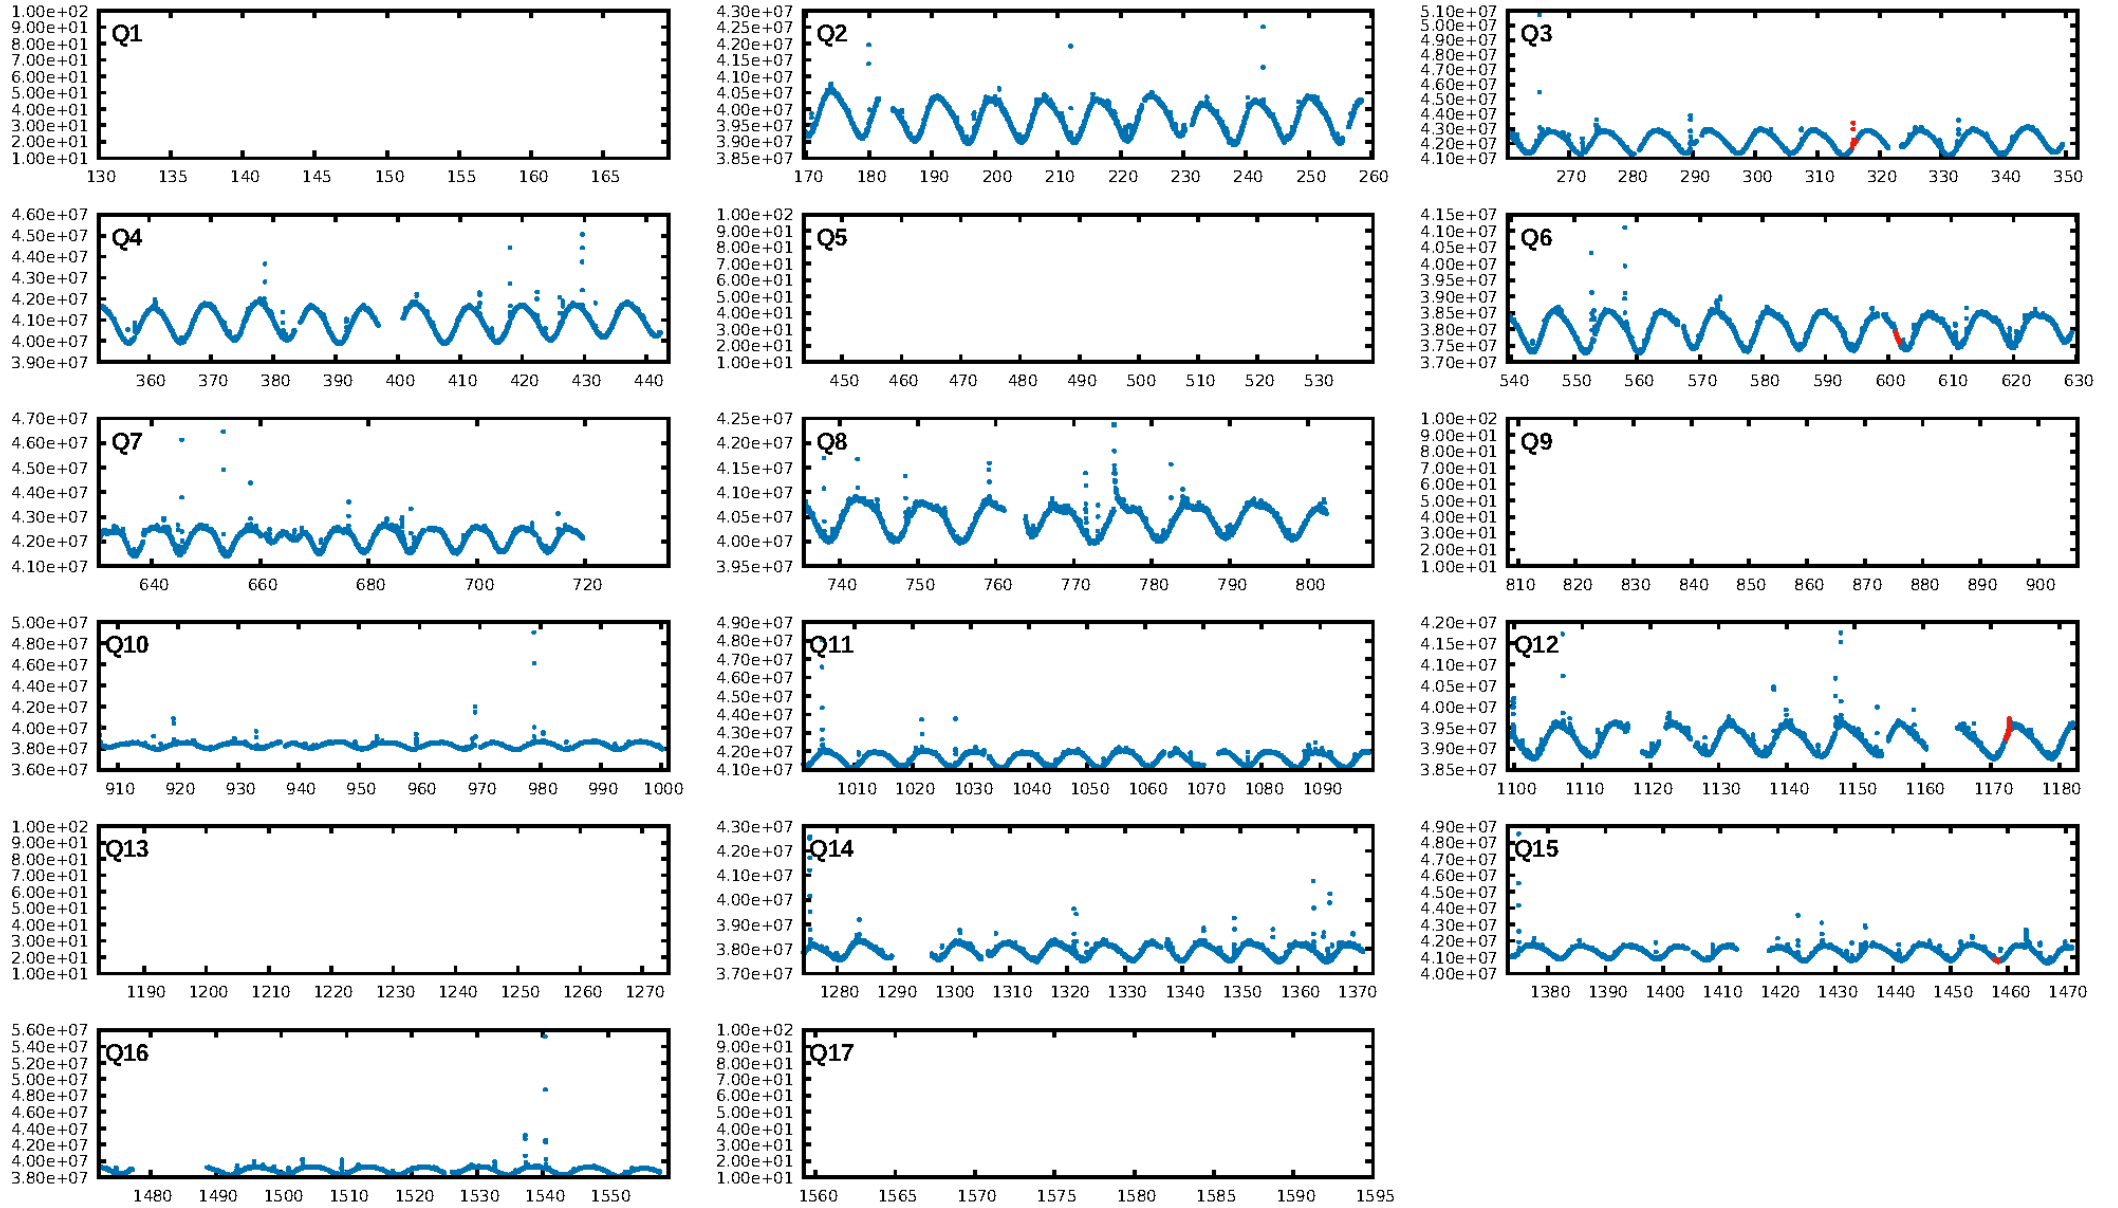 1.00e+02
Q1
9.00e+01
8.00e+01
7.00e+01
6.00e+01
5.00e+01
4.00e+01
3.00e+01
2.00e+01
1.00e+01
130 135 140 145 150 155 160 165
4.30e+07
Q2
4.25e+07
4.20e+07
4.15e+07
4.10e+07
4.05e+07
4.00e+07
3.95e+07
3.90e+07
3.85e+07
170 180 190 200 210 220 230 240 250 260
5.10e+07
Q3
5.00e+07
4.90e+07
4.80e+07
4.70e+07
4.60e+07
4.50e+07
4.40e+07
4.30e+07
4.20e+07
4.10e+07
270 280 290 300 310 320 330 340 350
4.60e+07
Q4
4.50e+07
4.40e+07
4.30e+07
4.20e+07
4.10e+07
4.00e+07
3.90e+07
360 370 380 390 400 410 420 430 440
1.00e+02
Q5
9.00e+01
8.00e+01
7.00e+01
6.00e+01
5.00e+01
4.00e+01
3.00e+01
2.00e+01
1.00e+01
450 460 470 480 490 500 510 520 530
4.15e+07
Q6
4.10e+07
4.05e+07
4.00e+07
3.95e+07
3.90e+07
3.85e+07
3.80e+07
3.75e+07
3.70e+07
540 550 560 570 580 590 600 610 620 630
4.70e+07
Q7
4.60e+07
4.50e+07
4.40e+07
4.30e+07
4.20e+07
4.10e+07
640 660 680 700 720
4.25e+07
Q8
4.20e+07
4.15e+07
4.10e+07
4.05e+07
4.00e+07
3.95e+07
740 750 760 770 780 790 800
1.00e+02
Q9
9.00e+01
8.00e+01
7.00e+01
6.00e+01
5.00e+01
4.00e+01
3.00e+01
2.00e+01
1.00e+01
810 820 830 840 850 860 870 880 890 900
5.00e+07
Q10
4.80e+07
4.60e+07
4.40e+07
4.20e+07
4.00e+07
3.80e+07
3.60e+07
910 920 930 940 950 960 970 980 990 1000
4.90e+07
Q11
4.80e+07
4.70e+07
4.60e+07
4.50e+07
4.40e+07
4.30e+07
4.20e+07
4.10e+07
1010 1020 1030 1040 1050 1060 1070 1080 1090
4.20e+07
Q12
4.15e+07
4.10e+07
4.05e+07
4.00e+07
3.95e+07
3.90e+07
3.85e+07
1100 1110 1120 1130 1140 1150 1160 1170 1180
1.00e+02
Q13
9.00e+01
8.00e+01
7.00e+01
6.00e+01
5.00e+01
4.00e+01
3.00e+01
2.00e+01
1.00e+01
1190 1200 1210 1220 1230 1240 1250 1260 1270
4.30e+07
Q14
4.20e+07
4.10e+07
4.00e+07
3.90e+07
3.80e+07
3.70e+07
1280 1290 1300 1310 1320 1330 1340 1350 1360 1370
4.90e+07
Q15
4.80e+07
4.70e+07
4.60e+07
4.50e+07
4.40e+07
4.30e+07
4.20e+07
4.10e+07
4.00e+07
1380 1390 1400 1410 1420 1430 1440 1450 1460 1470
5.60e+07
Q16
5.40e+07
5.20e+07
5.00e+07
4.80e+07
4.60e+07
4.40e+07
4.20e+07
4.00e+07
3.80e+07
1480 1490 1500 1510 1520 1530 1540 1550
1.00e+02
Q17
9.00e+01
8.00e+01
7.00e+01
6.00e+01
5.00e+01
4.00e+01
3.00e+01
2.00e+01
1.00e+01
1560 1565 1570 1575 1580 1585 1590 1595